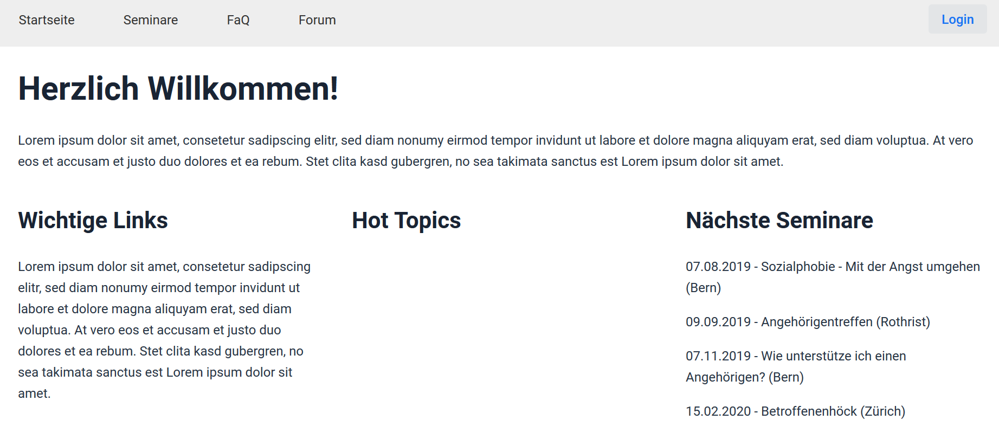 Startseite Seminare FaQ Forum Login
Herzlich Willkommen!
Lorem ipsum dolor sit amet, consetetur sadipscing elitr, sed diam nonumy eirmod tempor invidunt ut labore et dolore magna aliquyam erat, sed diam voluptua. At vero
eos et accusam et justo duo dolores et ea rebum. Stet clita kasd gubergren, no sea takimata sanctus est Lorem ipsum dolor sit amet.
Wichtige Links
Lorem ipsum dolor sit amet, consetetur sadipscing
elitr, sed diam nonumy eirmod tempor invidunt ut
labore et dolore magna aliquyam erat, sed diam
voluptua. At vero eos et accusam et justo duo
dolores et ea rebum. Stet clita kasd gubergren, no
sea takimata sanctus est Lorem ipsum dolor sit
amet.
Hot Topics
Nächste Seminare
07.08.2019 - Sozialphobie - Mit der Angst umgehen
(Bern)
09.09.2019 - Angehörigentreffen (Rothrist)
07.11.2019 - Wie unterstütze ich einen
Angehörigen? (Bern)
15.02.2020 - Betroffenenhöck (Zürich)